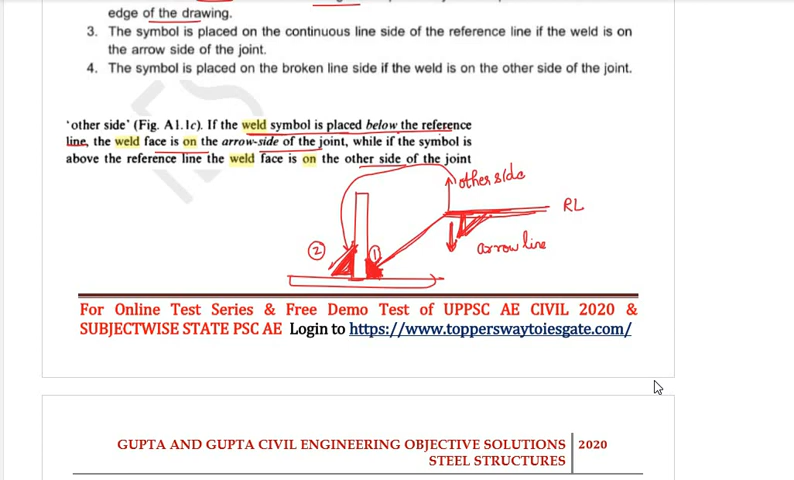 edge of the drawing.
3. The symbol is placed on the continuous line side of the reference line if the weld is on
the arrow side of the joint.
4. The symbol is placed on the broken line side if the weld is on the other side of the joint.
'other side' (Fig. A1.1c). If the weld symbol is placed below the reference
line, the weld face is on the arrow-side of the joint, while if the symbol is
above the reference line the weld face is on the other side of the joint
other side
RL
arrow line
2
1
For Online Test Series & Free Demo Test of UPPSC AE CIVIL 2020 &
SUBJECTWISE STATE PSC AE Login to https://www.topperswaytoiesgate.com/
GUPTA AND GUPTA CIVIL ENGINEERING OBJECTIVE SOLUTIONS 2020
STEEL STRUCTURES